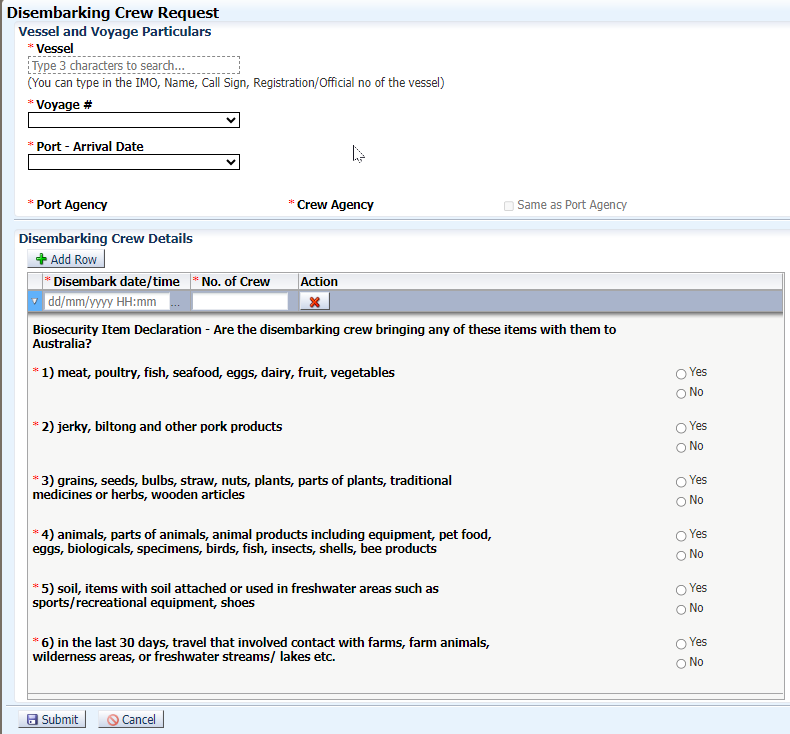 Disembarking Crew Request
Vessel and Voyage Particulars
* Vessel
Type 3 characters to search...
(You can type in the IMO, Name, Call Sign, Registration/Official no of the vessel)
* Voyage #
* Port - Arrival Date
* Port Agency * Crew Agency Same as Port Agency
Disembarking Crew Details
Add Row
* Disembark date/time * No. of Crew Action
dd/mm/yyyy HH:mm ...
Biosecurity Item Declaration - Are the disembarking crew bringing any of these items with them to
Australia?
* 1) meat, poultry, fish, seafood, eggs, dairy, fruit, vegetables Yes
No
* 2) jerky, biltong and other pork products Yes
No
* 3) grains, seeds, bulbs, straw, nuts, plants, parts of plants, traditional Yes
medicines or herbs, wooden articles No
* 4) animals, parts of animals, animal products including equipment, pet food, Yes
eggs, biologicals, specimens, birds, fish, insects, shells, bee products No
* 5) soil, items with soil attached or used in freshwater areas such as Yes
sports/recreational equipment, shoes No
* 6) in the last 30 days, travel that involved contact with farms, farm animals, Yes
wilderness areas, or freshwater streams/ lakes etc. No
Submit Cancel